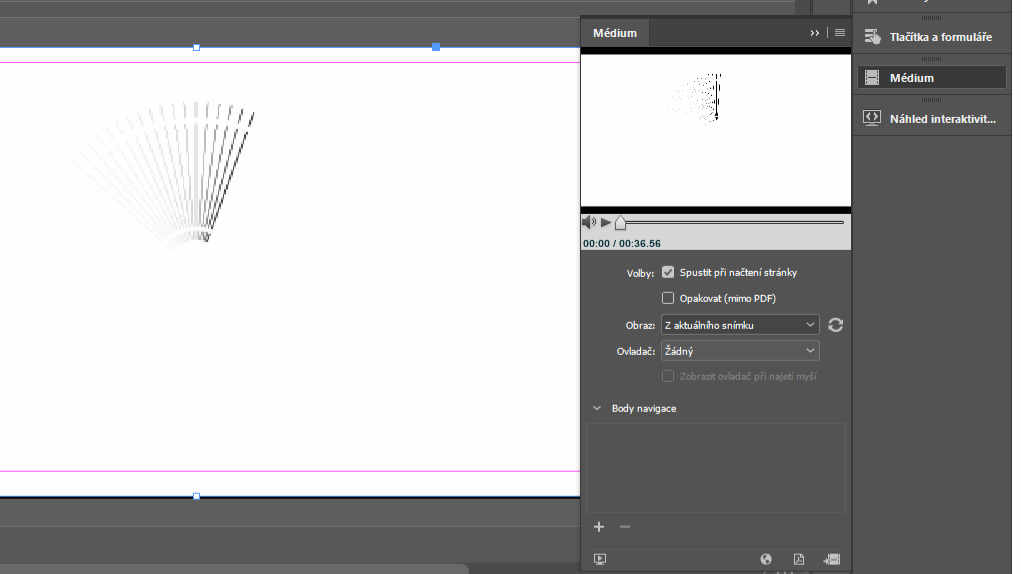 Médium
Tlačítka a formuláře
Médium
Náhled interaktivit...
00:00 / 00:36.56
Volby:
Spustit při načtení stránky
Opakovat (mimo PDF)
Obraz:
Z aktuálního snímku
Ovladač:
Žádný
Zobrazit ovladač při najetí myší
Body navigace